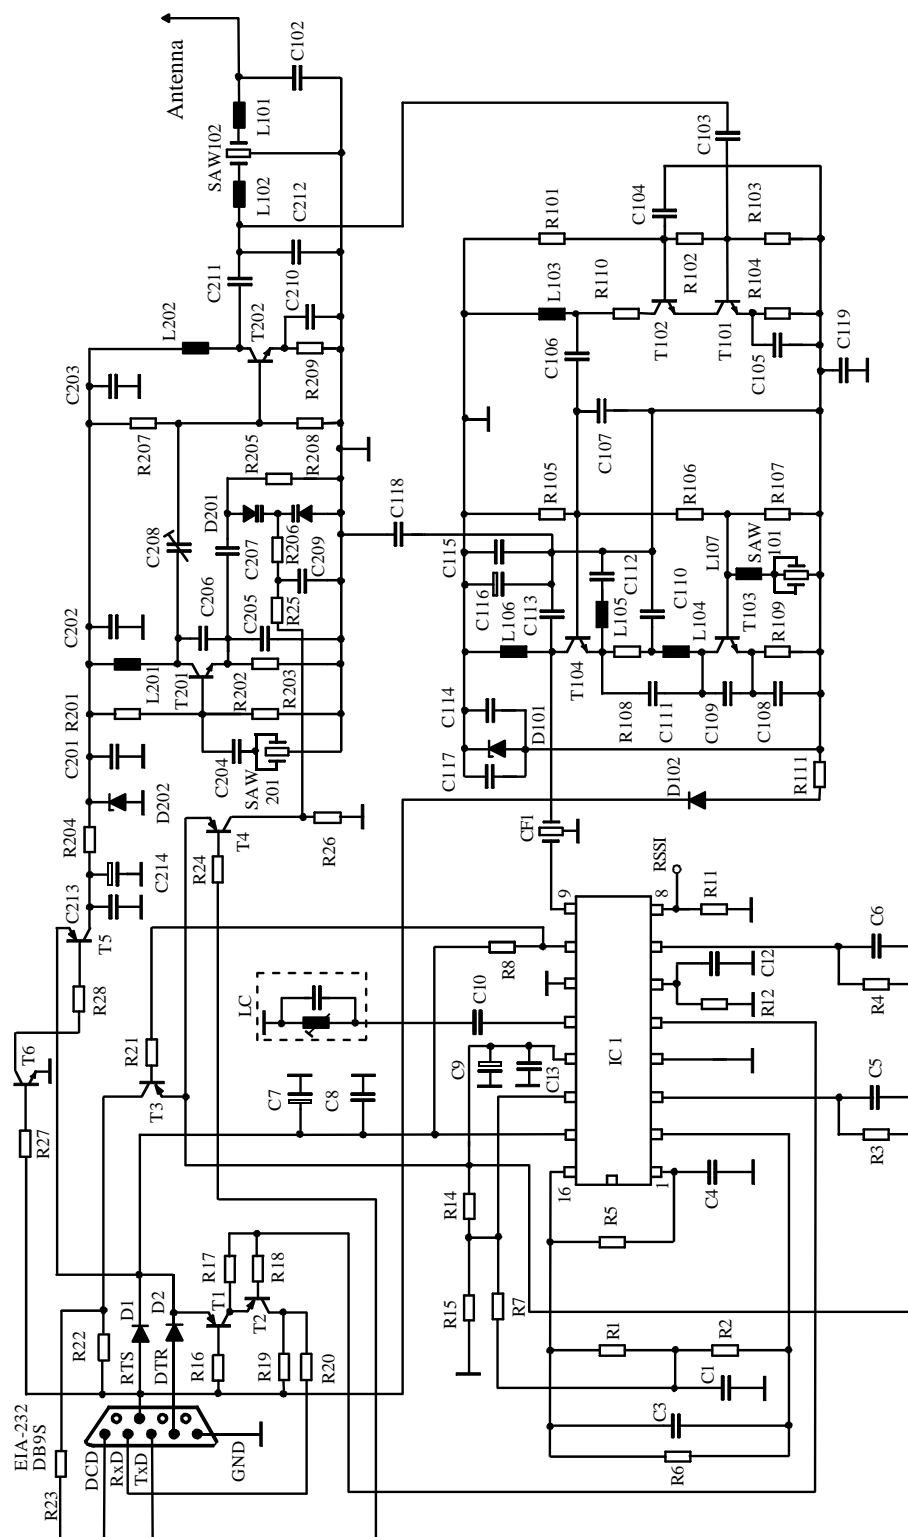 Antenna
C102
L101
SAW102
L102
C212
C211
C210
L202
T202
C203
R209
R207
R205
R208
D201
C208
C207
R206
C209
C206
C205
R25
C202
L201
T201
R202
R203
R201
C201
C204
SAW
201
D202
R204
C118
C103
C104
R101
R103
L103
R110
R102
R104
T102
T101
C106
C105
C119
C107
R105
R106
R107
C115
C116
L106
C113
C112
L105
C110
L107
SAW
101
L104
T103
R109
T104
R108
C111
C109
C108
C114
D101
C117
D102
R111
C214
C213
T5
R24
T4
R26
CF1
9
8
RSSI
R11
R28
T6
R21
T3
R27
LC
C10
R8
C9
C13
C7
C8
IC 1
C12
R12
C6
R4
C5
R3
16
1
C4
R5
R14
R15
R7
R17
R18
T1
T2
R16
R19
R20
D1
D2
R22
RTS
DTR
R1
R2
C1
C3
R6
EIA-232
DB9S
R23
DCD
RxD
TxD
GND